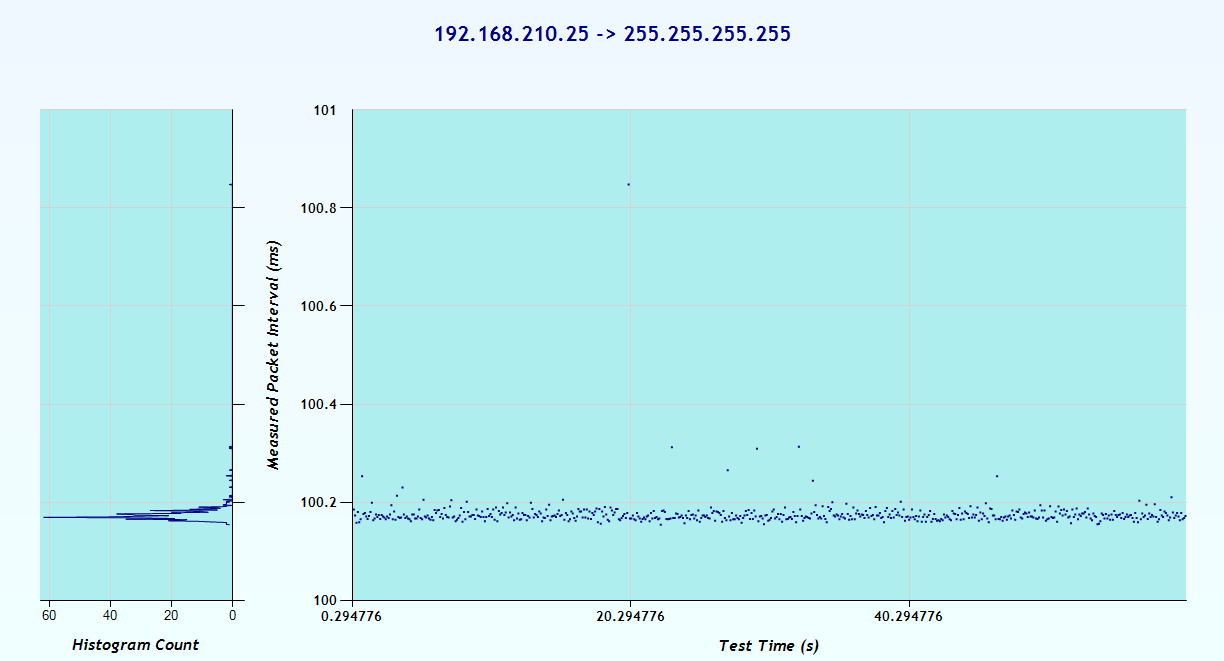 192.168.210.25 -> 255.255.255.255
101
100.8
100.6
100.4
100.2
100
Measured Packet Interval (ms)
60 40 20 0
0.294776 20.294776 40.294776
Histogram Count
Test Time (s)